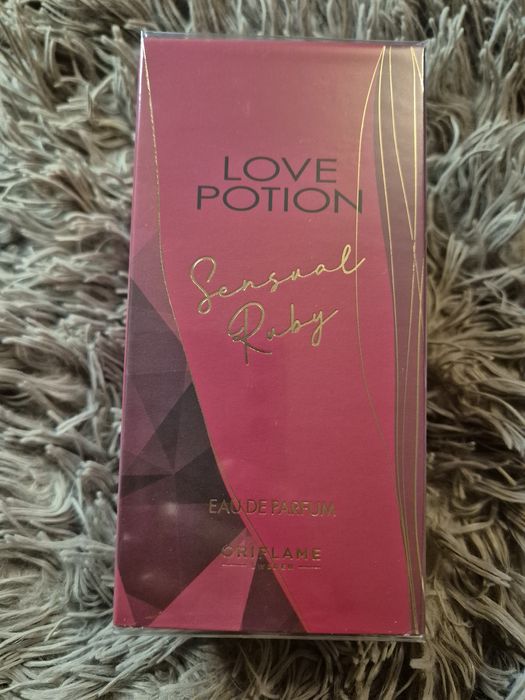 LOVE
POTION
Sensual
Ruby
EAU DE PARFUM
ORIFLAME
SWEDEN